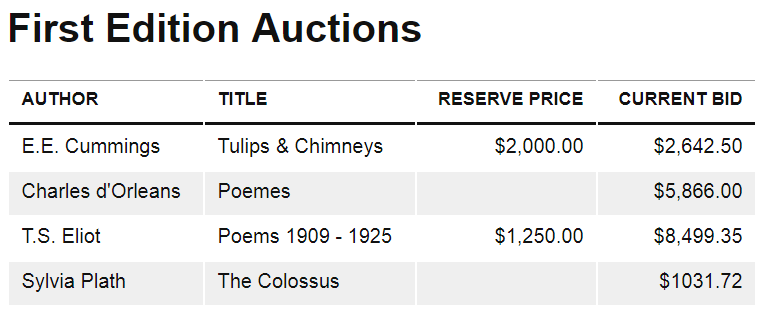 First Edition Auctions
AUTHOR TITLE RESERVE PRICE CURRENT BID
E.E. Cummings Tulips & Chimneys $2,000.00 $2,642.50
Charles d'Orleans Poemes $5,866.00
T.S. Eliot Poems 1909 - 1925 $1,250.00 $8,499.35
Sylvia Plath The Colossus $1031.72